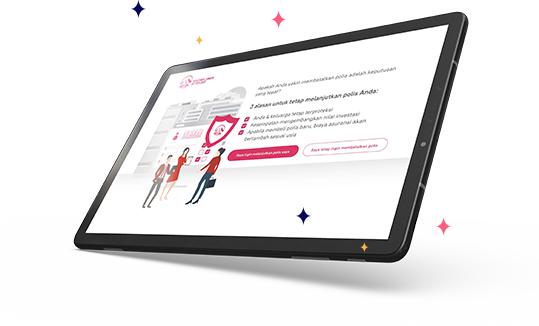 Apakah Anda yakin membatalkan polis adalah keputusan
yang tepat?
3 alasan untuk tetap melanjutkan polis Anda:
Anda & keluarga tetap terproteksi
Kesempatan mengembangkan nilai investasi
Apabila membeli polis baru, biaya asuransi akan
bertambah sesuai usia
Saya ingin melanjutkan polis saya
Saya tetap ingin membatalkan polis